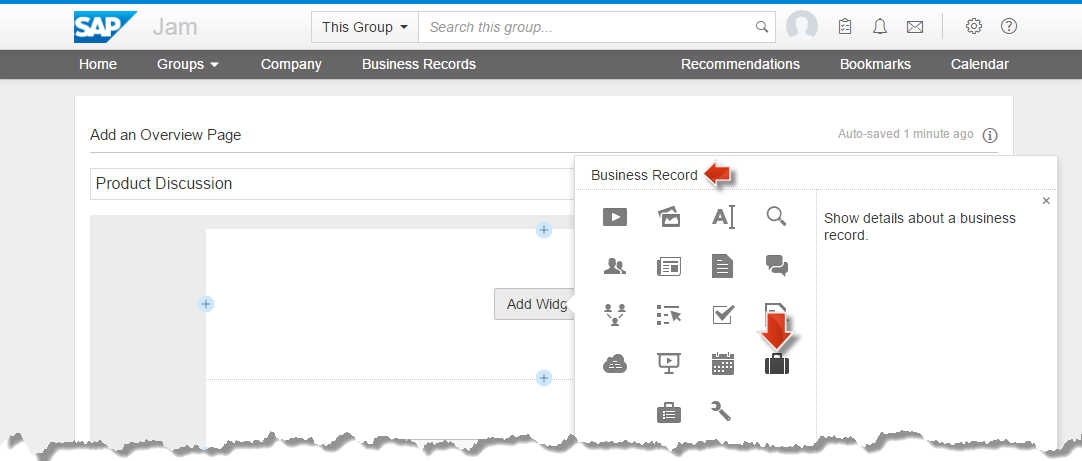 SAP Jam This Group Search this group...
Home Groups Company Business Records Recommendations Bookmarks Calendar
Add an Overview Page Auto-saved 1 minute ago
Business Record
Product Discussion
Show details about a business
record.
Add Widg